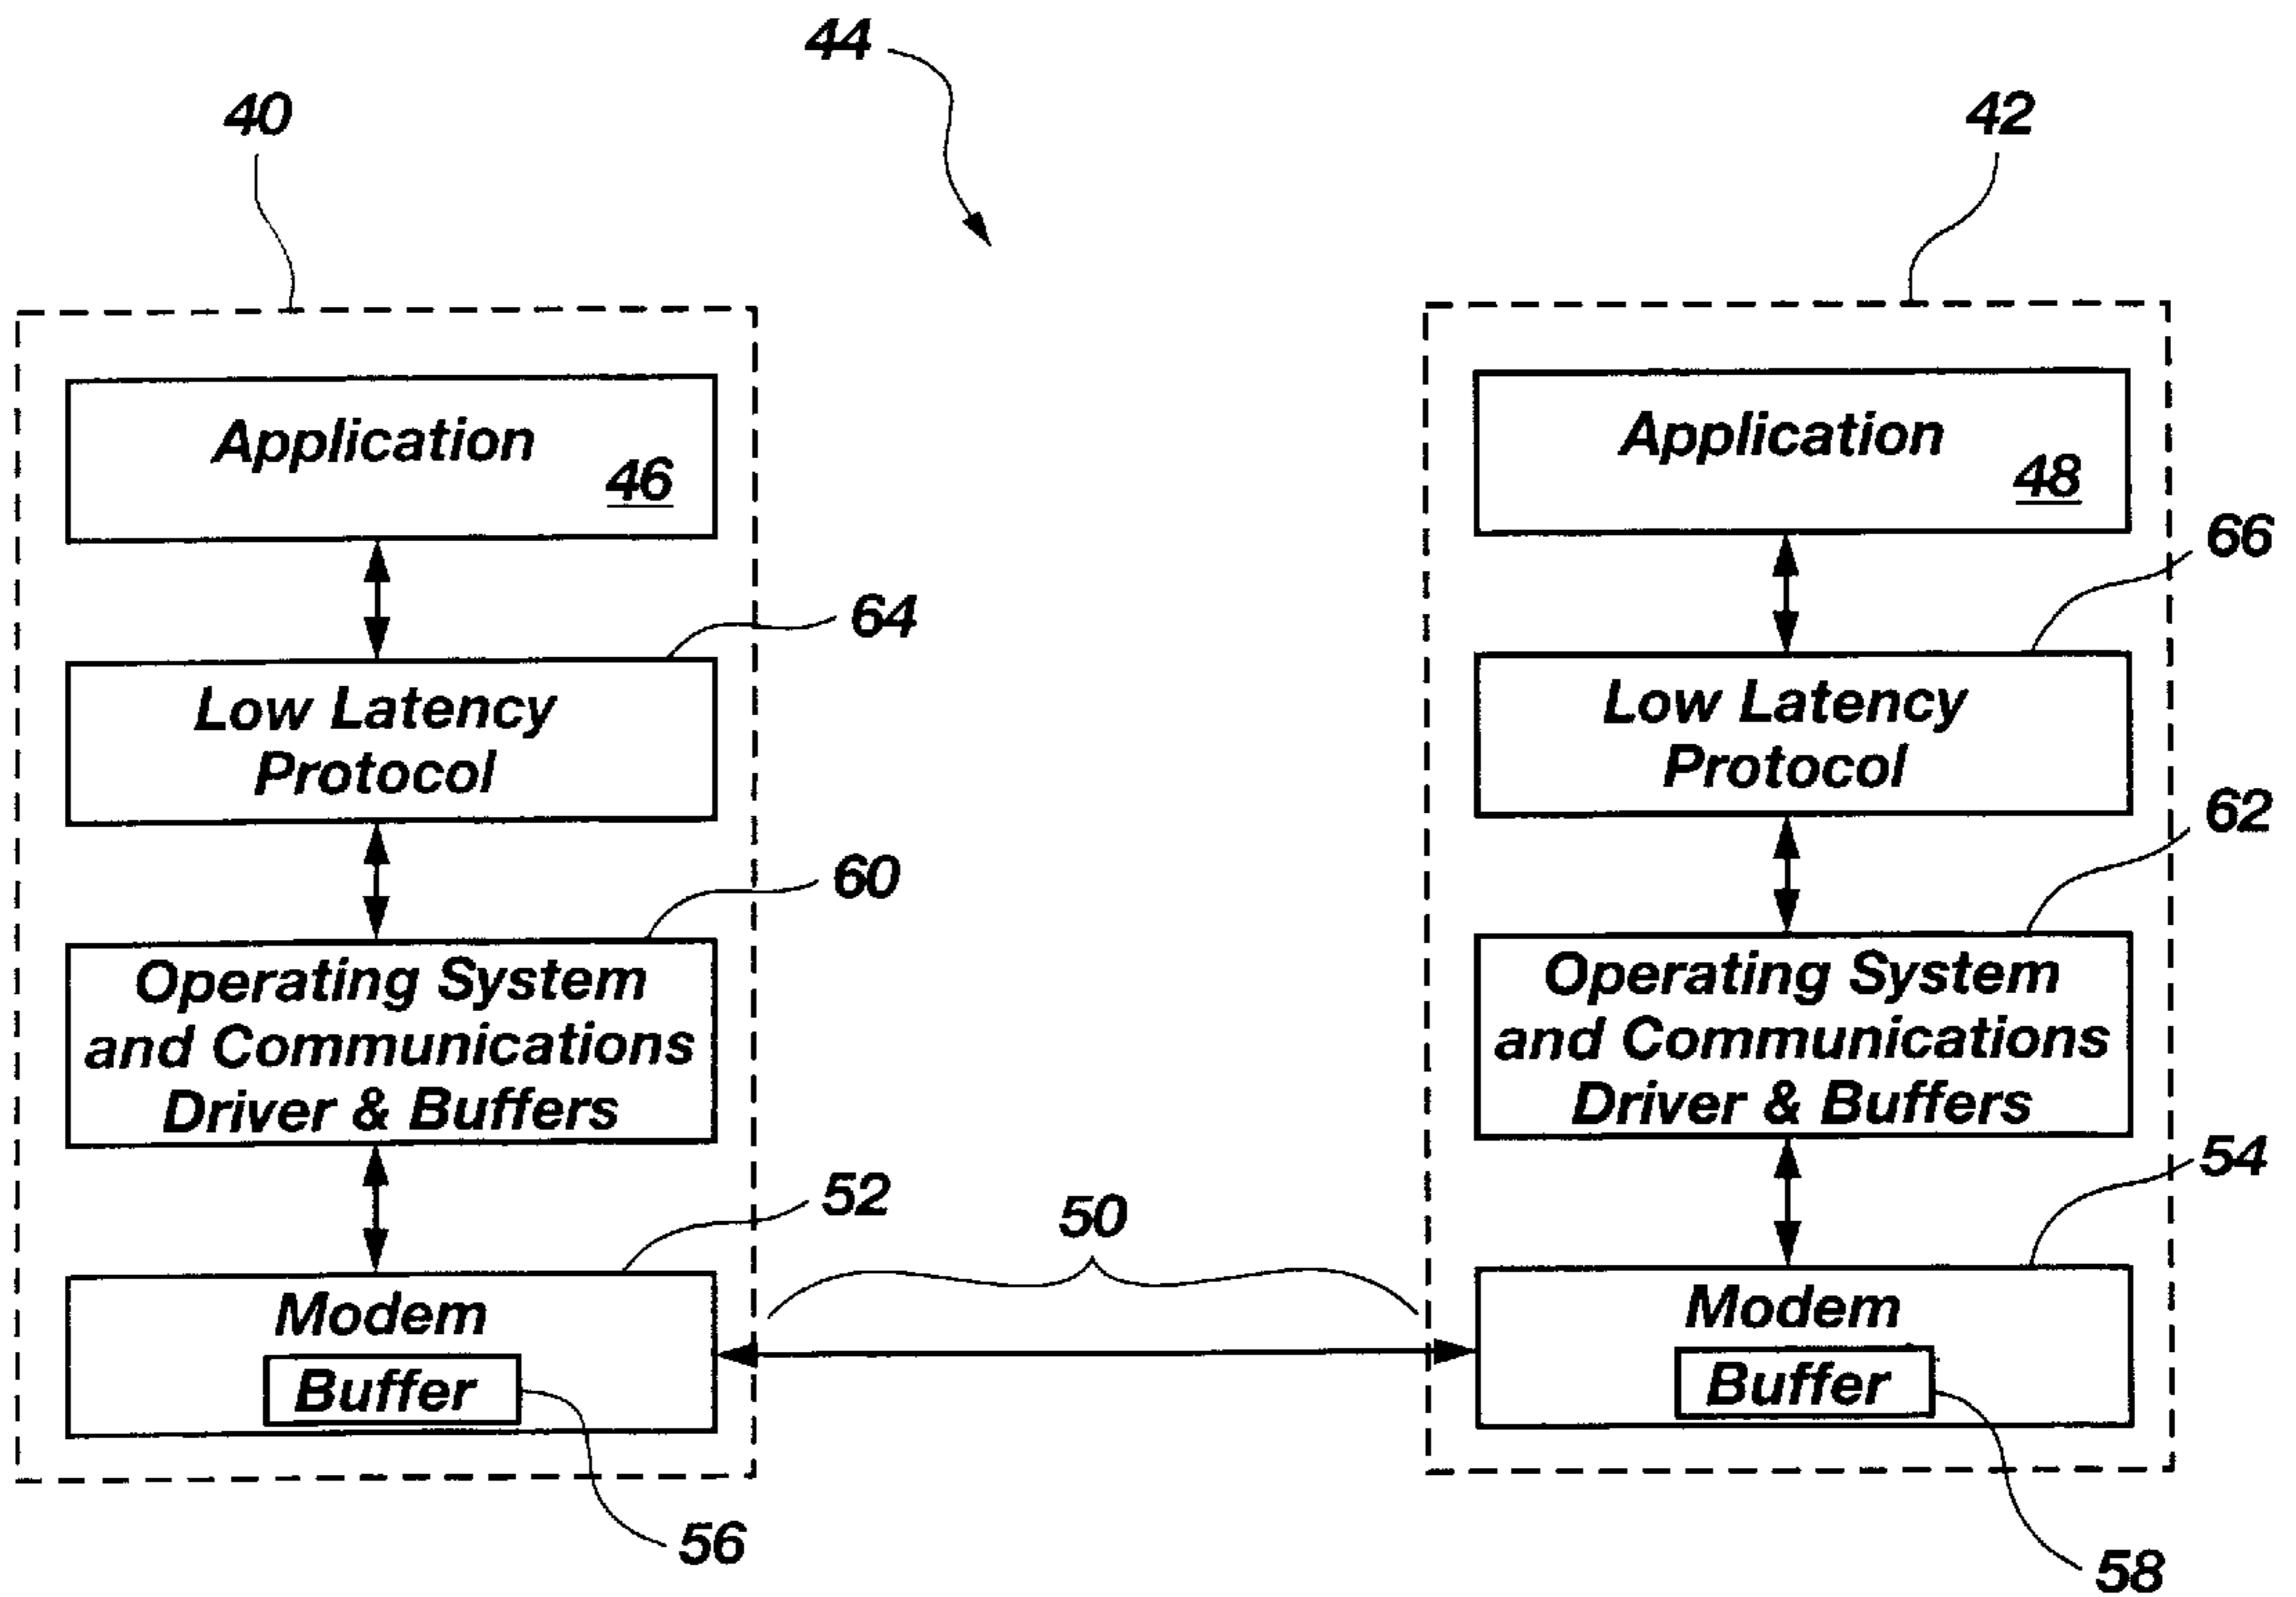 44
40
42
Application
46
Application
48
66
64
Low Latency
Protocol
Low Latency
Protocol
62
60
Operating System
and Communications
Driver & Buffers
Operating System
and Communications
Driver & Buffers
54
52
50
Modem
Buffer
Modem
Buffer
56
58